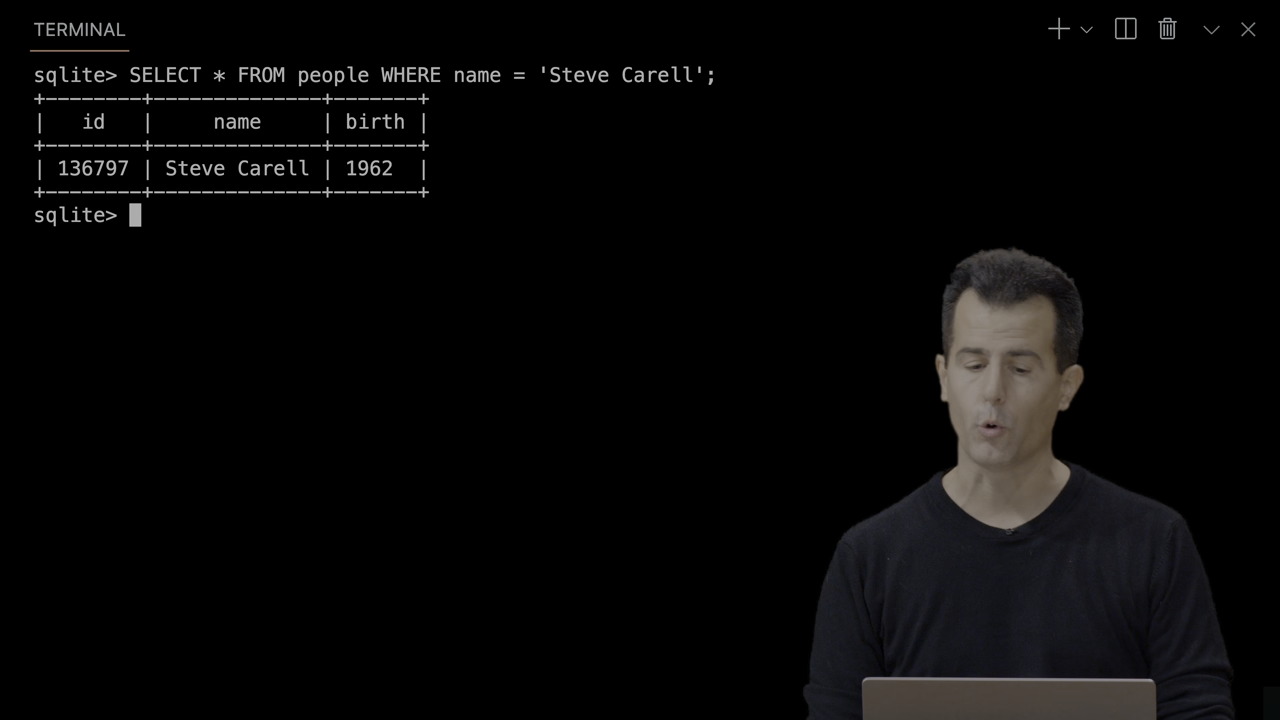 TERMINAL
sqlite> SELECT * FROM people WHERE name = 'Steve Carell';
+--------+--------------+-------+
|   id   |     name     | birth |
+--------+--------------+-------+
| 136797 | Steve Carell | 1962  |
+--------+--------------+-------+
sqlite>